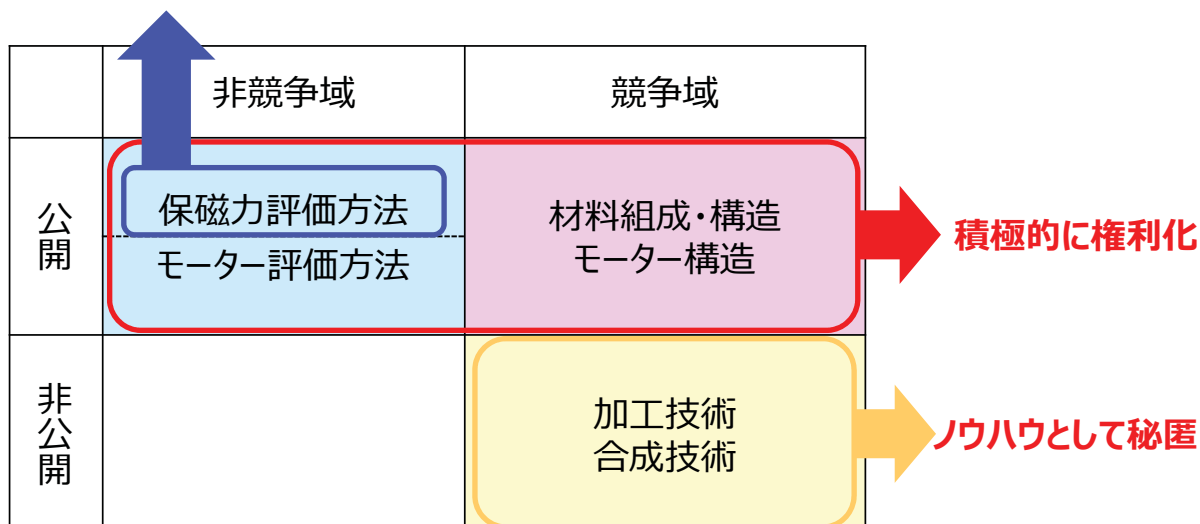 非競争域
競争域
公開
保磁力評価方法
モーター評価方法
材料組成・構造
モーター構造
積極的に権利化
非公開
加工技術
合成技術
ノウハウとして秘匿